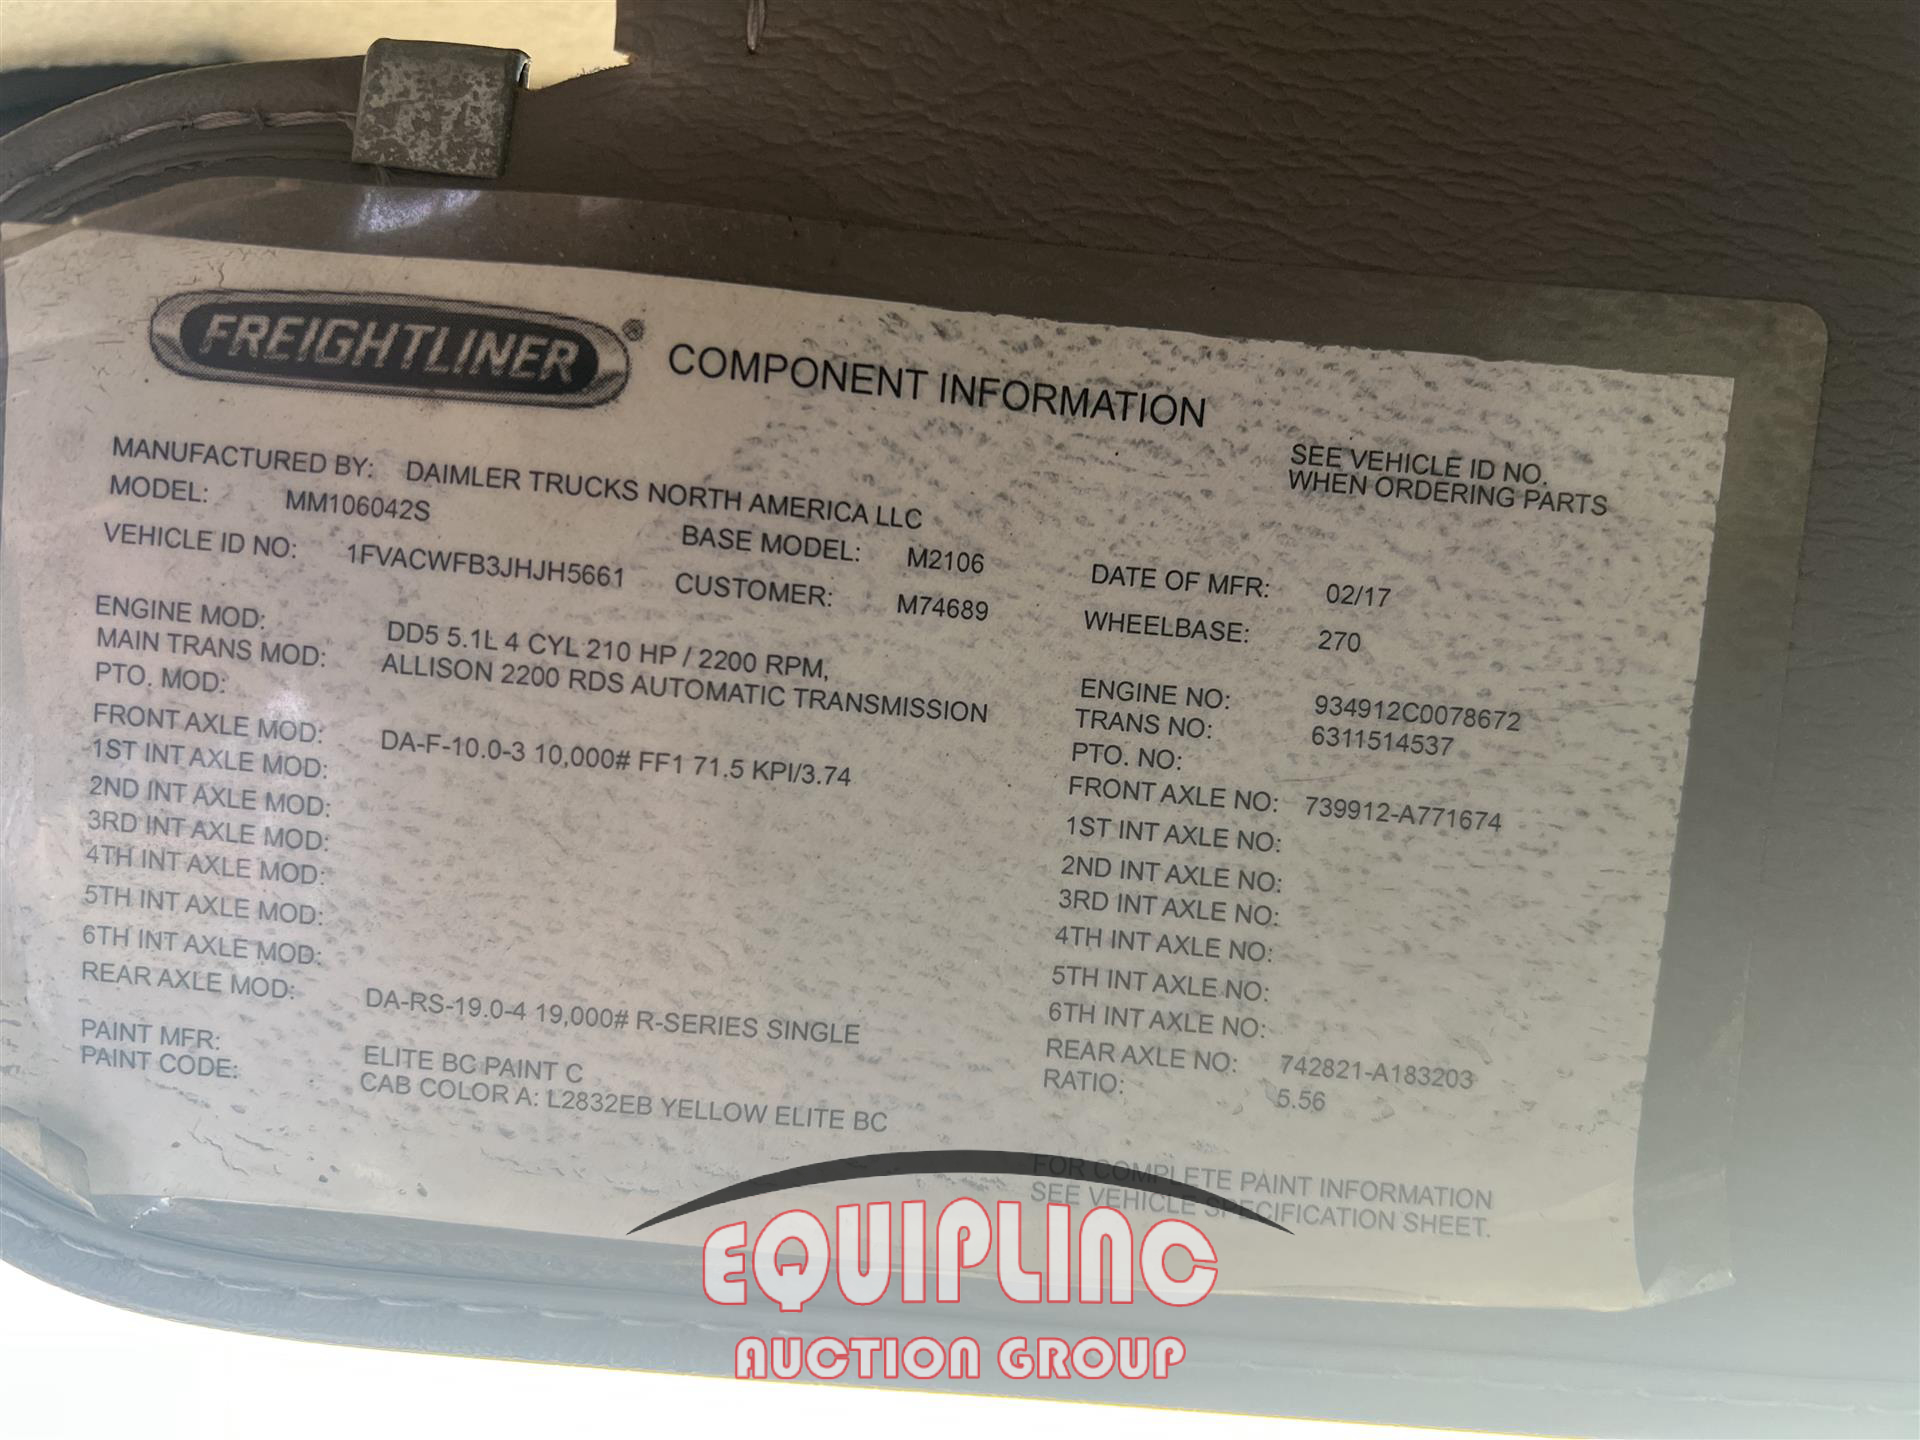 FREIGHTLINER ® COMPONENT INFORMATION
SEE VEHICLE ID NO.
WHEN ORDERING PARTS
MANUFACTURED BY: DAIMLER TRUCKS NORTH AMERICA LLC
MODEL: MM106042S BASE MODEL: M2106 DATE OF MFR: 02/17
VEHICLE ID NO: 1FVACWFB3JHJH5661 CUSTOMER: M74689 WHEELBASE: 270
ENGINE MOD: DD5 5.1L 4 CYL 210 HP / 2200 RPM, ENGINE NO: 934912C0078672
MAIN TRANS MOD: ALLISON 2200 RDS AUTOMATIC TRANSMISSION TRANS NO: 6311514537
PTO. MOD: PTO. NO:
FRONT AXLE MOD: DA-F-10.0-3 10,000# FF1 71.5 KPI/3.74 FRONT AXLE NO: 739912-A771674
1ST INT AXLE MOD: 1ST INT AXLE NO:
2ND INT AXLE MOD: 2ND INT AXLE NO:
3RD INT AXLE MOD: 3RD INT AXLE NO:
4TH INT AXLE MOD: 4TH INT AXLE NO:
5TH INT AXLE MOD: 5TH INT AXLE NO:
6TH INT AXLE MOD: 6TH INT AXLE NO:
REAR AXLE MOD: DA-RS-19.0-4 19,000# R-SERIES SINGLE REAR AXLE NO: 742821-A183203
RATIO: 5.56
PAINT MFR: ELITE BC PAINT C
PAINT CODE: CAB COLOR A: L2832EB YELLOW ELITE BC
FOR COMPLETE PAINT INFORMATION
SEE VEHICLE SPECIFICATION SHEET.
EQUIPLINC
AUCTION GROUP